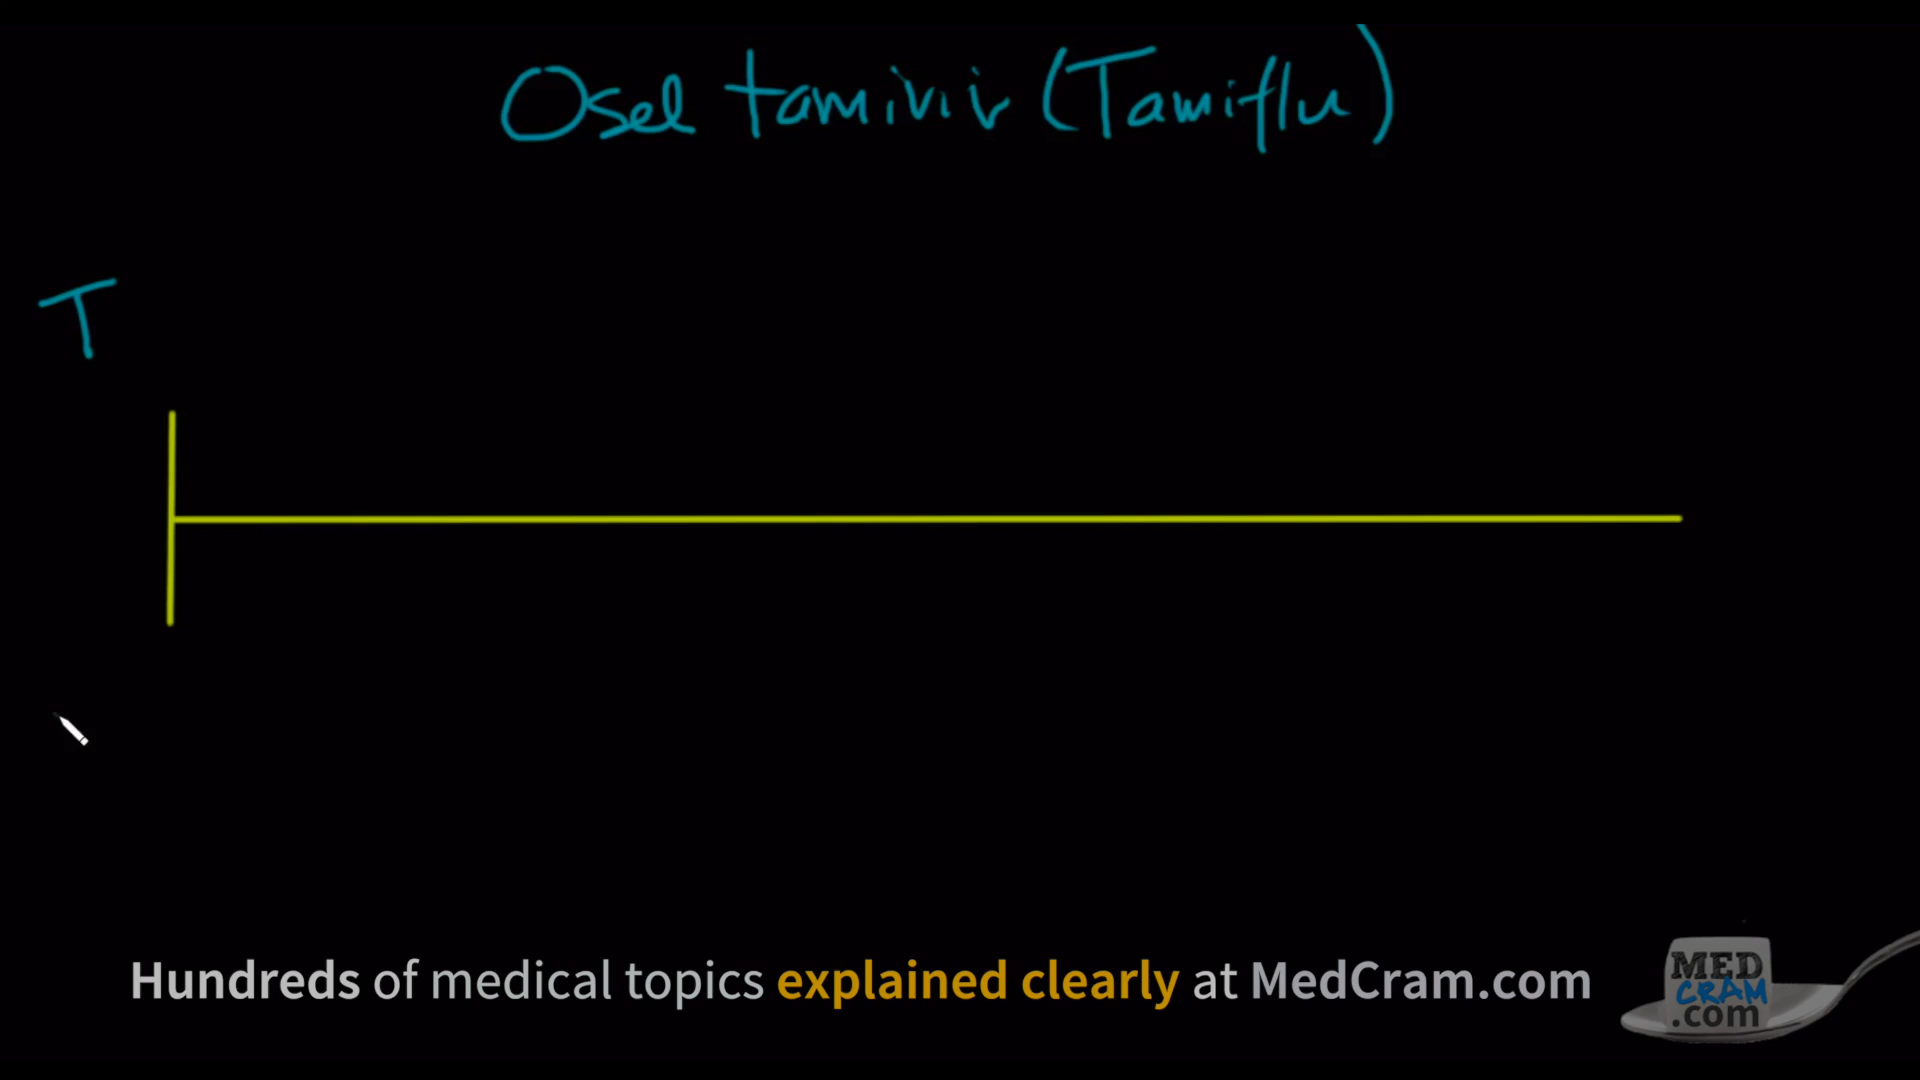 Oseltamivir (Tamiflu)
T
Hundreds of medical topics explained clearly at MedCram.com
MED
CRAM
.com